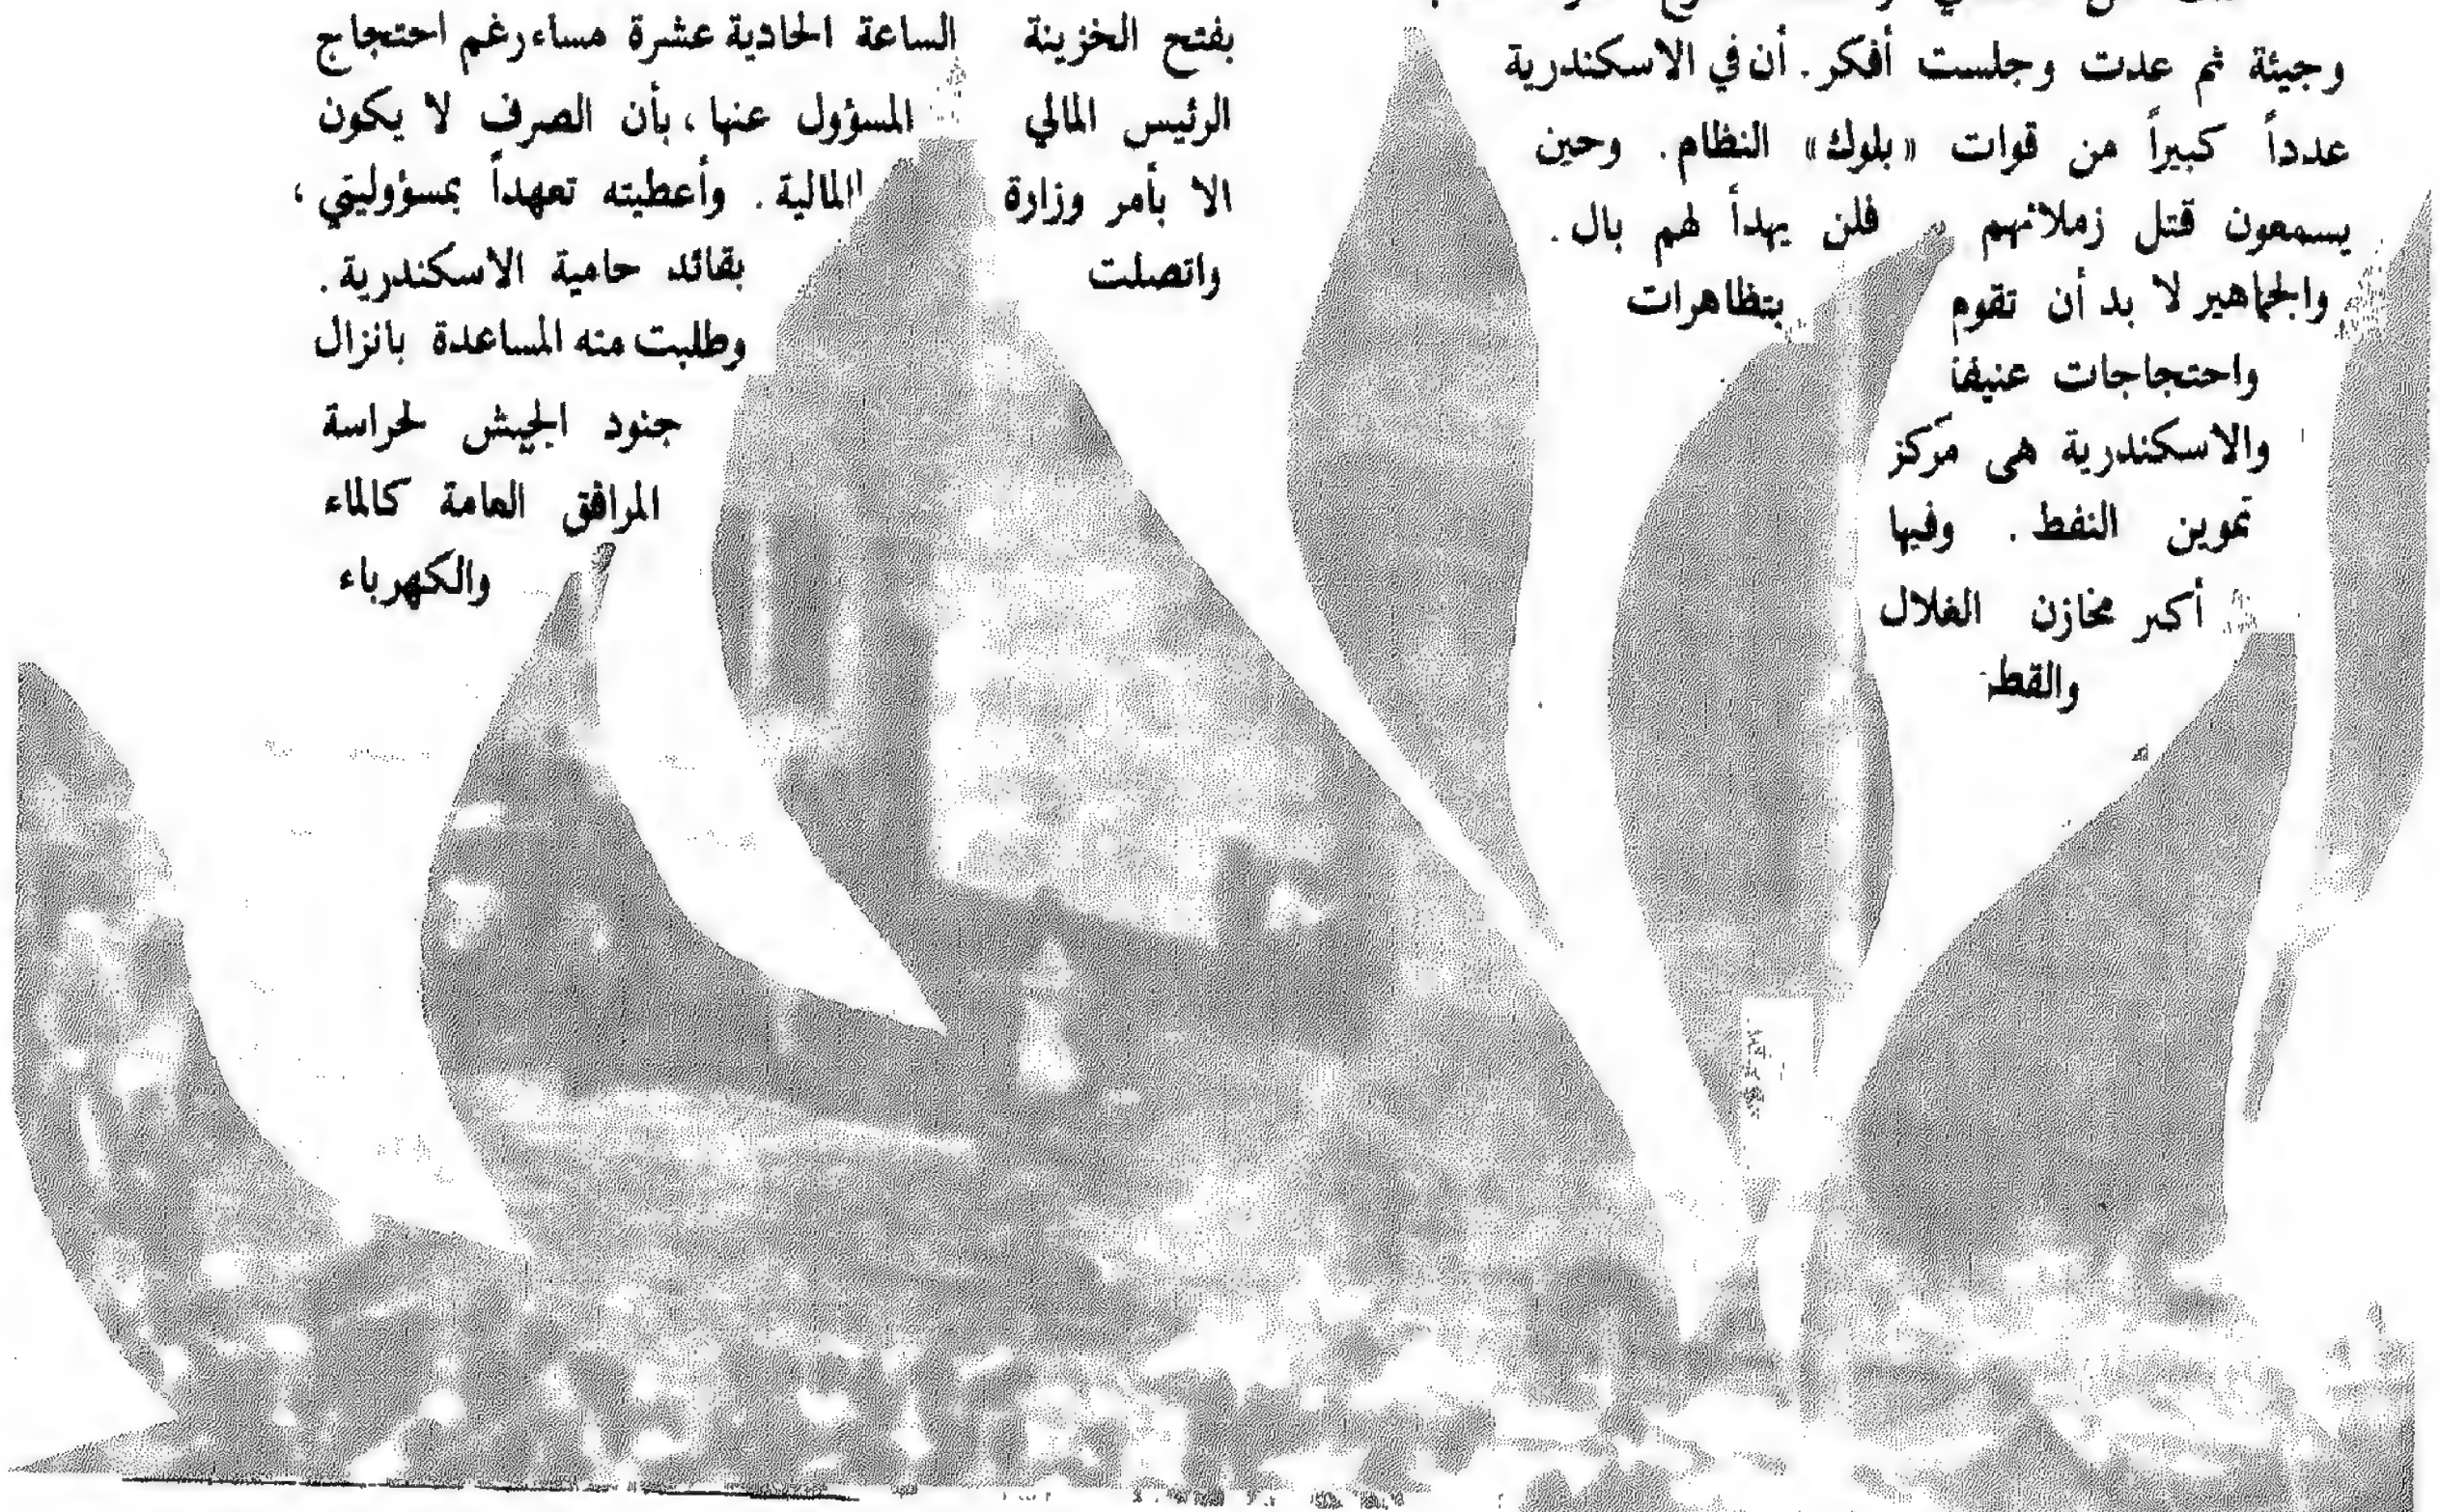 وجيئة ثم عدت وجلست أفكر. أن في الاسكندرية
عدداً كبيراً من قوات «بلوك» النظام. وحين
يسمعون قتل زملائهم فلن يهدأ لهم بال.
والجماهير لا بد أن تقوم بتظاهرات
واحتجاجات عنيفة
والاسكندرية هى مركز
تموين النفط. وفيها
أكبر مخازن الغلال
والقط
بفتح الخزينة الساعة الحادية عشرة مساء رغم احتجاج
الرئيس المالي المسؤول عنها، بأن الصرف لا يكون
الا بأمر وزارة المالية. وأعطيته تعهداً بمسؤوليتي،
واتصلت بقائد حامية الاسكندرية.
وطلبت منه المساعدة بانزال
جنود الجيش لحراسة
المرافق العامة كالماء
والكهرباء